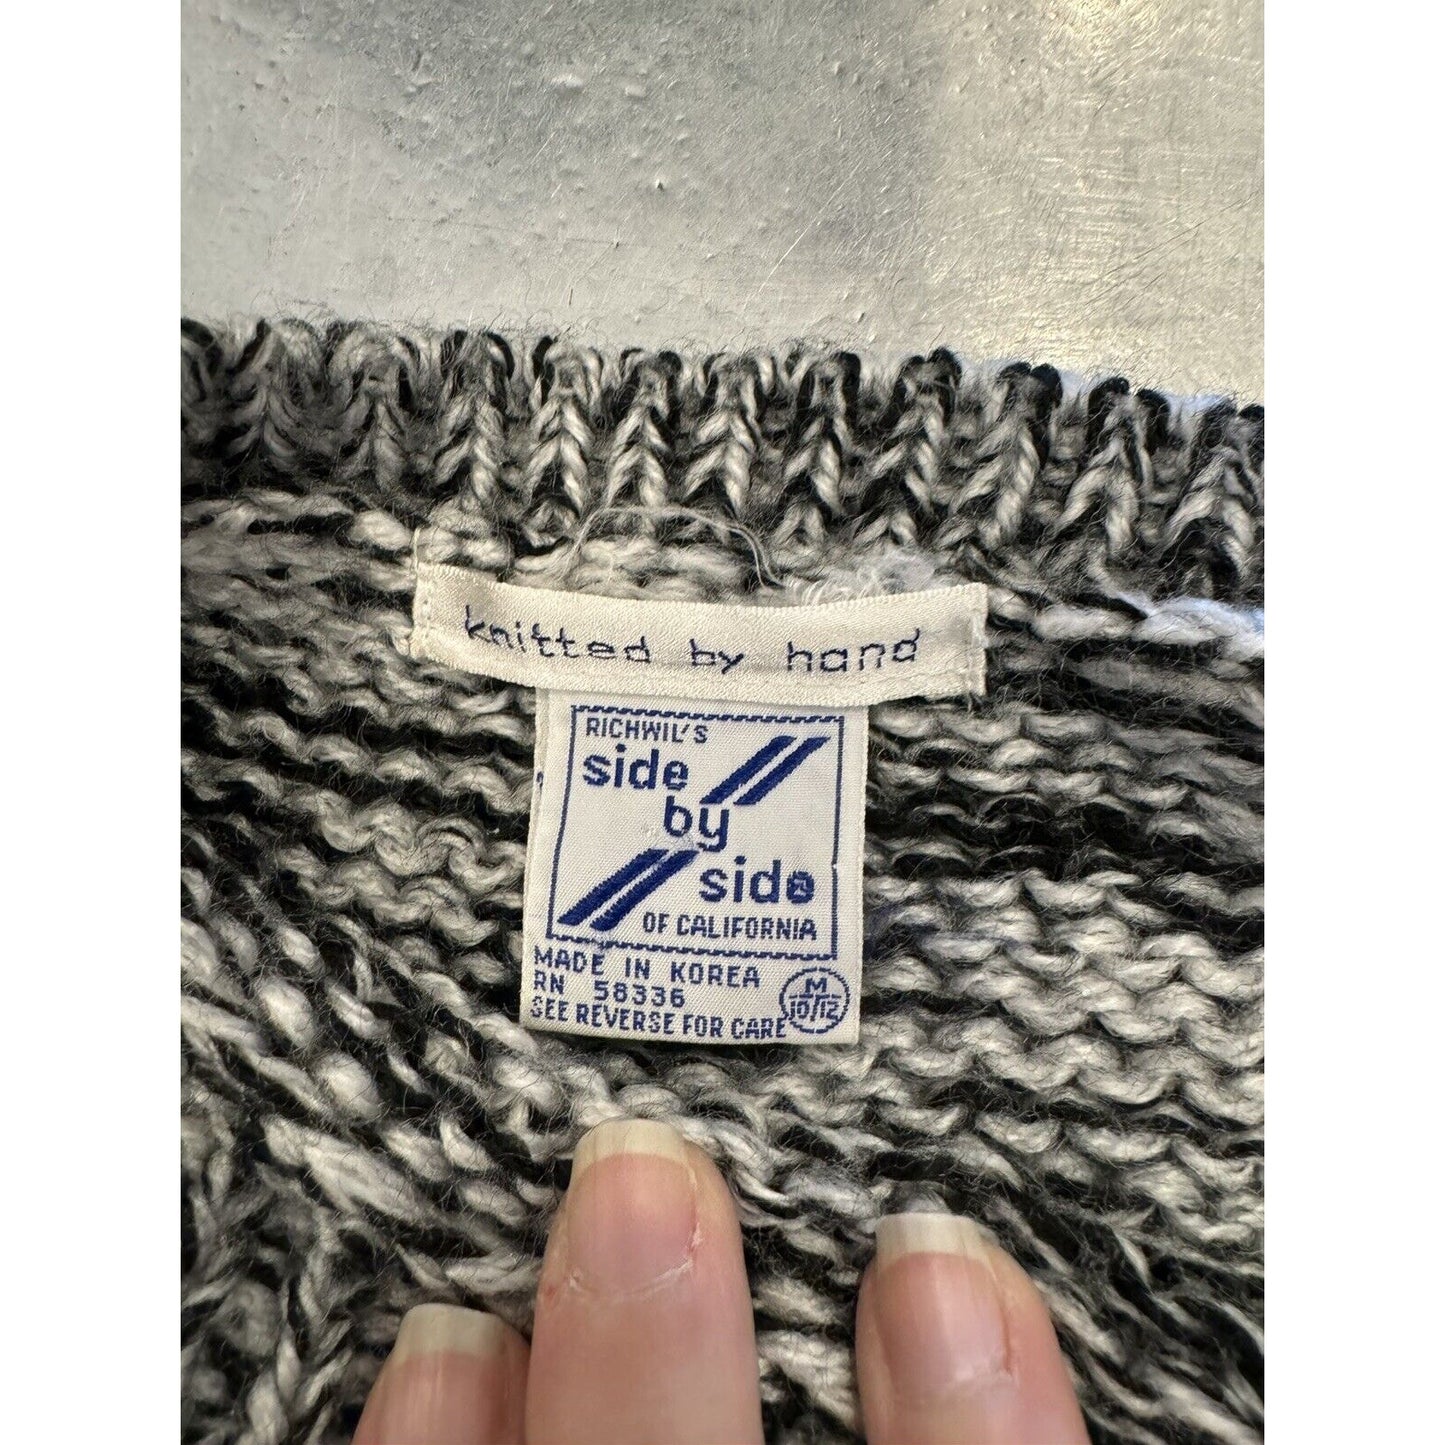 knitted by hand
RICHWIL'S
side
by
side
OF CALIFORNIA
MADE IN KOREA
RN 58336
SEE REVERSE FOR CARE
M
10/12